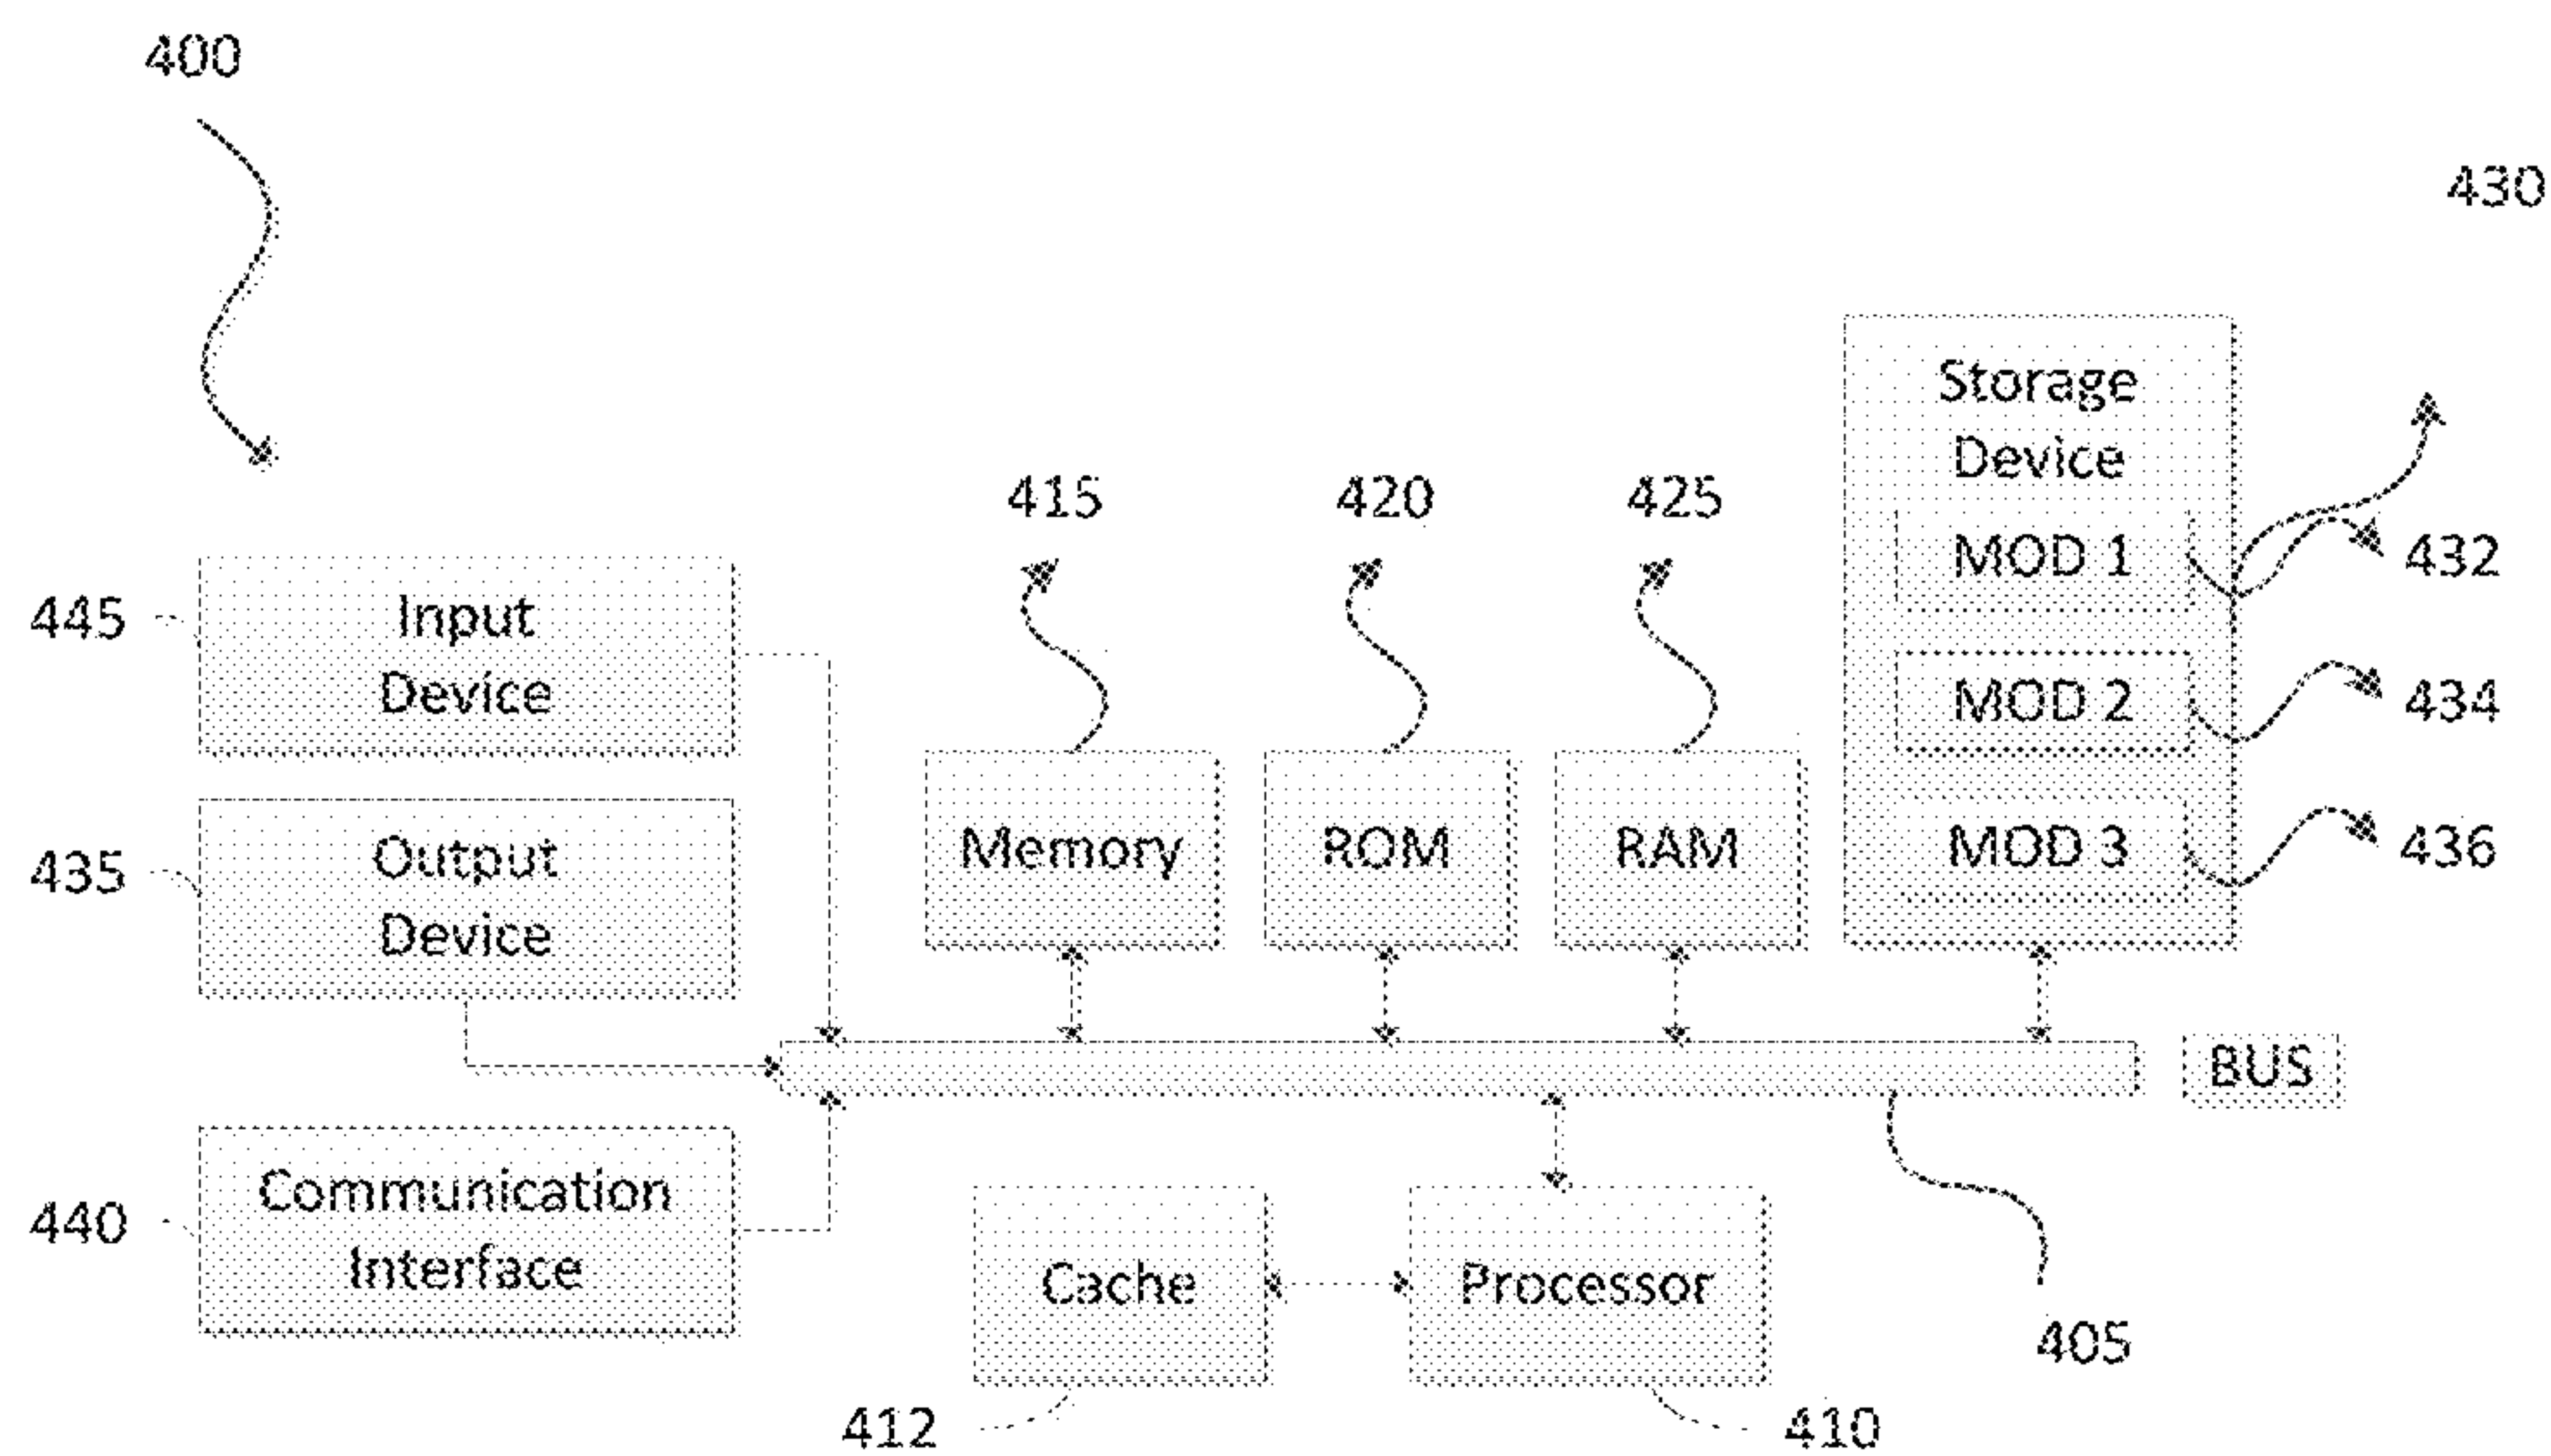 400
430
Storage
Device
415
420
425
MOD 1
432
445
Input
Device
MOD 2
434
Memory
ROM
RAM
MOD 3
436
435
Output
Device
BUS
440
Communication
Interface
Cache
Processor
405
412
410